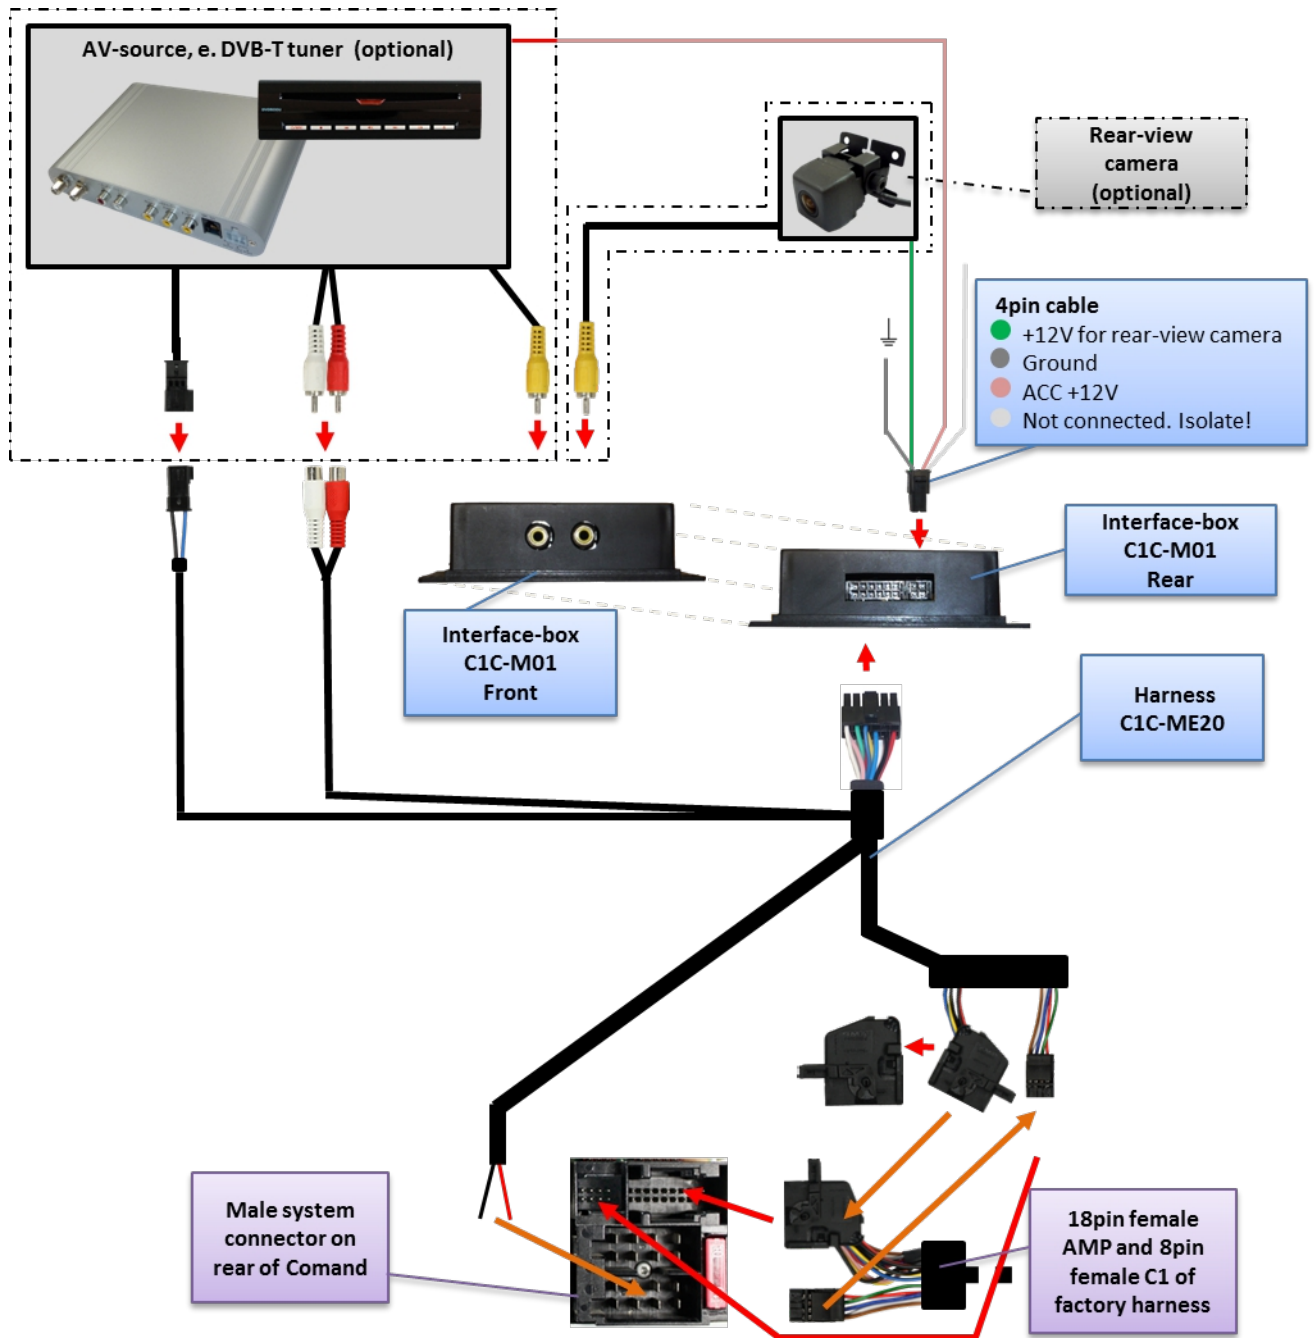 AV-source, e. DVB-T tuner (optional)
Rear-view
camera
(optional)
4pin cable
+12V for rear-view camera
Ground
ACC +12V
Not connected. Isolate!
Interface-box
C1C-M01
Rear
Interface-box
C1C-M01
Front
Harness
C1C-ME20
Male system
connector on
rear of Comand
18pin female
AMP and 8pin
female C1 of
factory harness